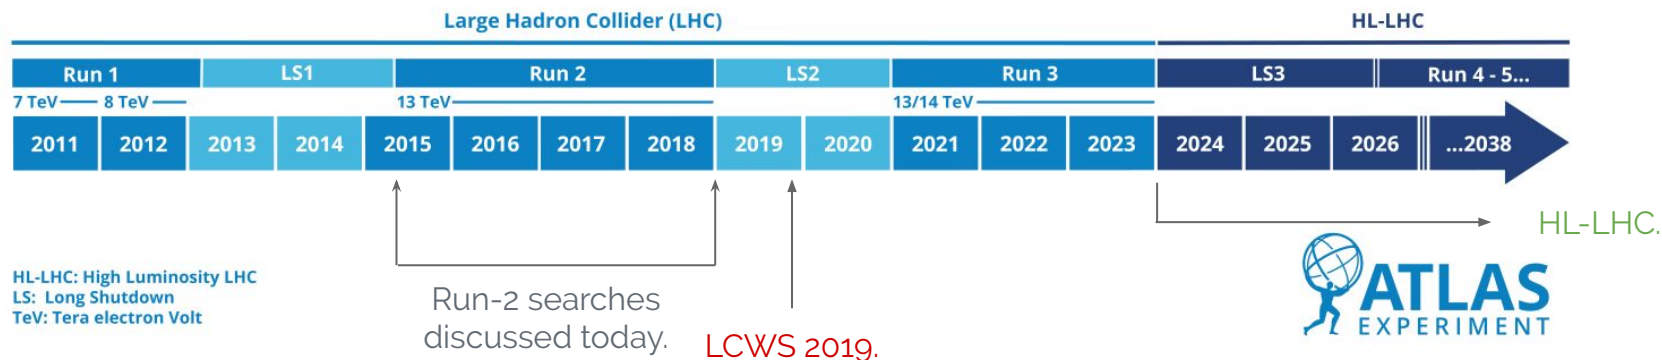 Large Hadron Collider (LHC)
HL-LHC
Run 1
LS1
Run 2
LS2
Run 3
LS3
Run 4 - 5...
7 TeV
8 TeV
13 TeV
13/14 TeV
2011
2012
2013
2014
2015
2016
2017
2018
2019
2020
2021
2022
2023
2024
2025
2026
...2038
HL-LHC.
HL-LHC: High Luminosity LHC
LS: Long Shutdown
TeV: Tera electron Volt
Run-2 searches
discussed today.
LCWS 2019.
ATLAS
EXPERIMENT